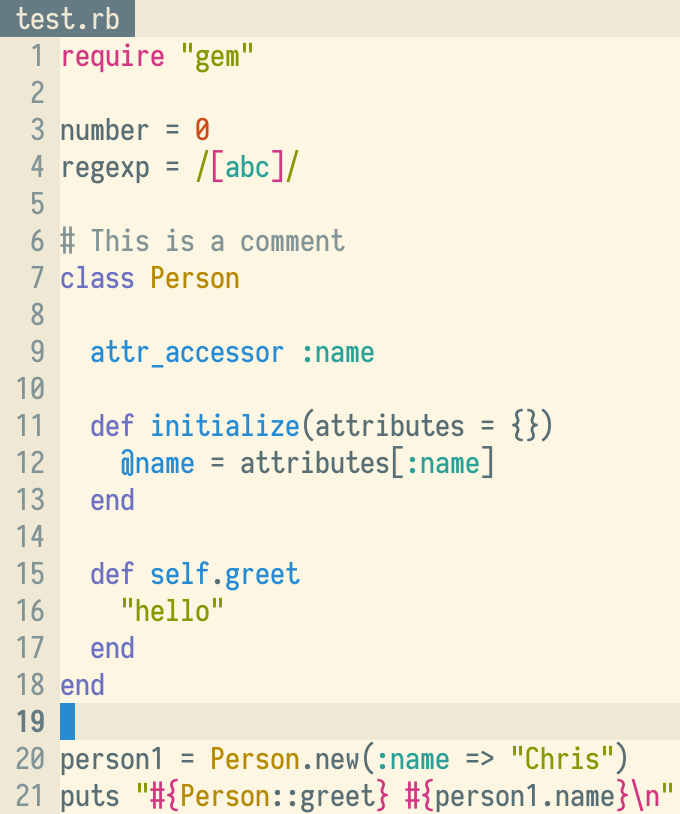 test.rb
1 require "gem"
2
3 number = 0
4 regexp = /[abc]/
5
6 # This is a comment
7 class Person
8
9   attr_accessor :name
10
11   def initialize(attributes = {})
12     @name = attributes[:name]
13   end
14
15   def self.greet
16     "hello"
17   end
18 end
19
20 person1 = Person.new(:name => "Chris")
21 puts "#{Person::greet} #{person1.name}\n"